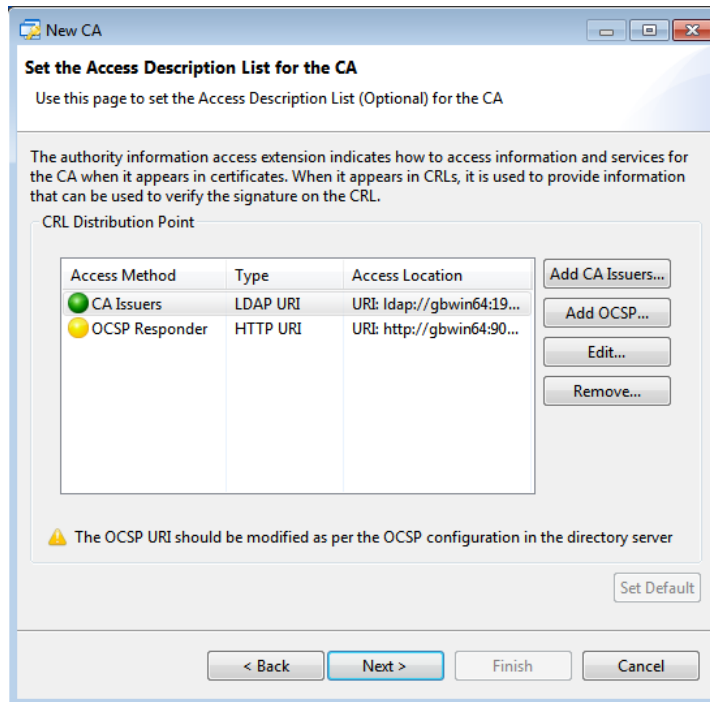 New CA
Set the Access Description List for the CA
Use this page to set the Access Description List (Optional) for the CA
The authority information access extension indicates how to access information and services for
the CA when it appears in certificates. When it appears in CRLs, it is used to provide information
that can be used to verify the signature on the CRL.
CRL Distribution Point
Access Method Type Access Location
CA Issuers LDAP URI URI: ldap://gbwin64:19...
OCSP Responder HTTP URI URI: http://gbwin64:90...
Add CA Issuers...
Add OCSP...
Edit...
Remove...
The OCSP URI should be modified as per the OCSP configuration in the directory server
Set Default
< Back Next > Finish Cancel